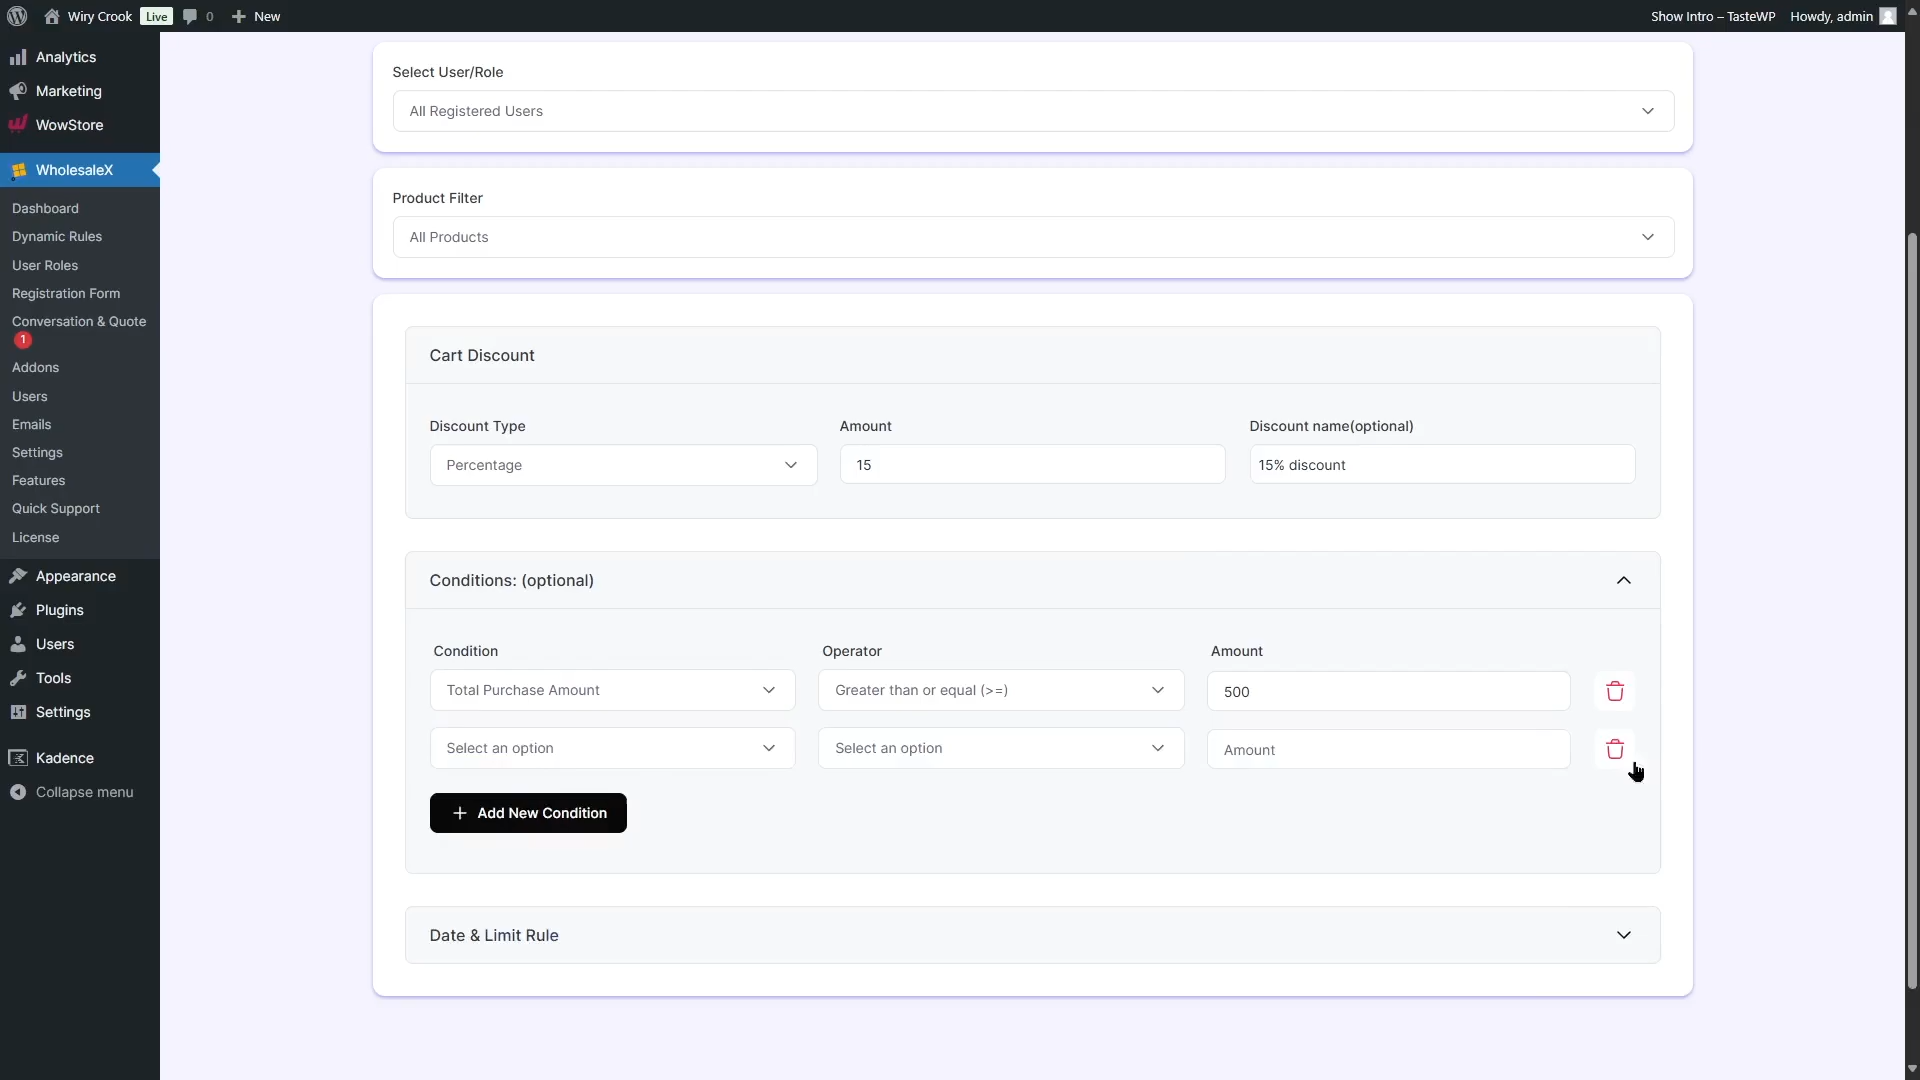 Wiry Crook Live 0 New Show Intro – TasteWP Howdy, admin
Analytics
Marketing
WowStore
WholesaleX
Dashboard
Dynamic Rules
User Roles
Registration Form
Conversation & Quote
1
Addons
Users
Emails
Settings
Features
Quick Support
License
Appearance
Plugins
Users
Tools
Settings
Kadence
Collapse menu
Select User/Role
All Registered Users
Product Filter
All Products
Cart Discount
Discount Type Amount Discount name(optional)
Percentage 15 15% discount
Conditions: (optional)
Condition Operator Amount
Total Purchase Amount Greater than or equal (>=) 500
Select an option Select an option Amount
Add New Condition
Date & Limit Rule